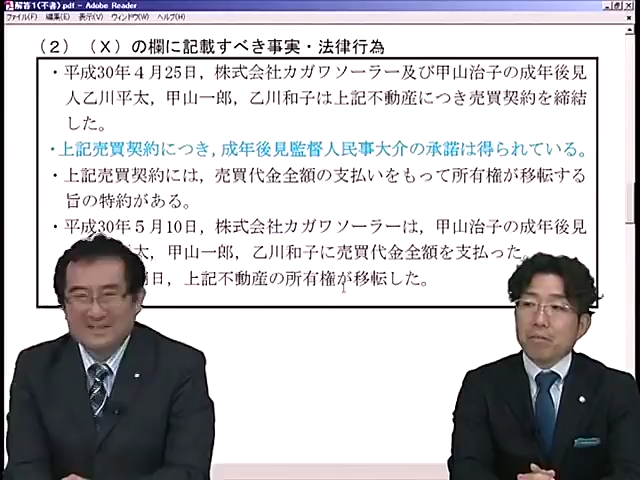 解答1(不書).pdf - Adobe Reader
ファイル(F) 編集(E) 表示(V) ウィンドウ(W) ヘルプ(H)
（２）（Ｘ）の欄に記載すべき事実・法律行為
・平成30年４月25日，株式会社カガワソーラー及び甲山治子の成年後見
人乙川平太，甲山一郎，乙川和子は上記不動産につき売買契約を締結
した。
・上記売買契約につき，成年後見監督人民事大介の承諾は得られている。
・上記売買契約には，売買代金全額の支払いをもって所有権が移転する
旨の特約がある。
・平成30年５月10日，株式会社カガワソーラーは，甲山治子の成年後見
太，甲山一郎，乙川和子に売買代金全額を支払った。
日，上記不動産の所有権が移転した。